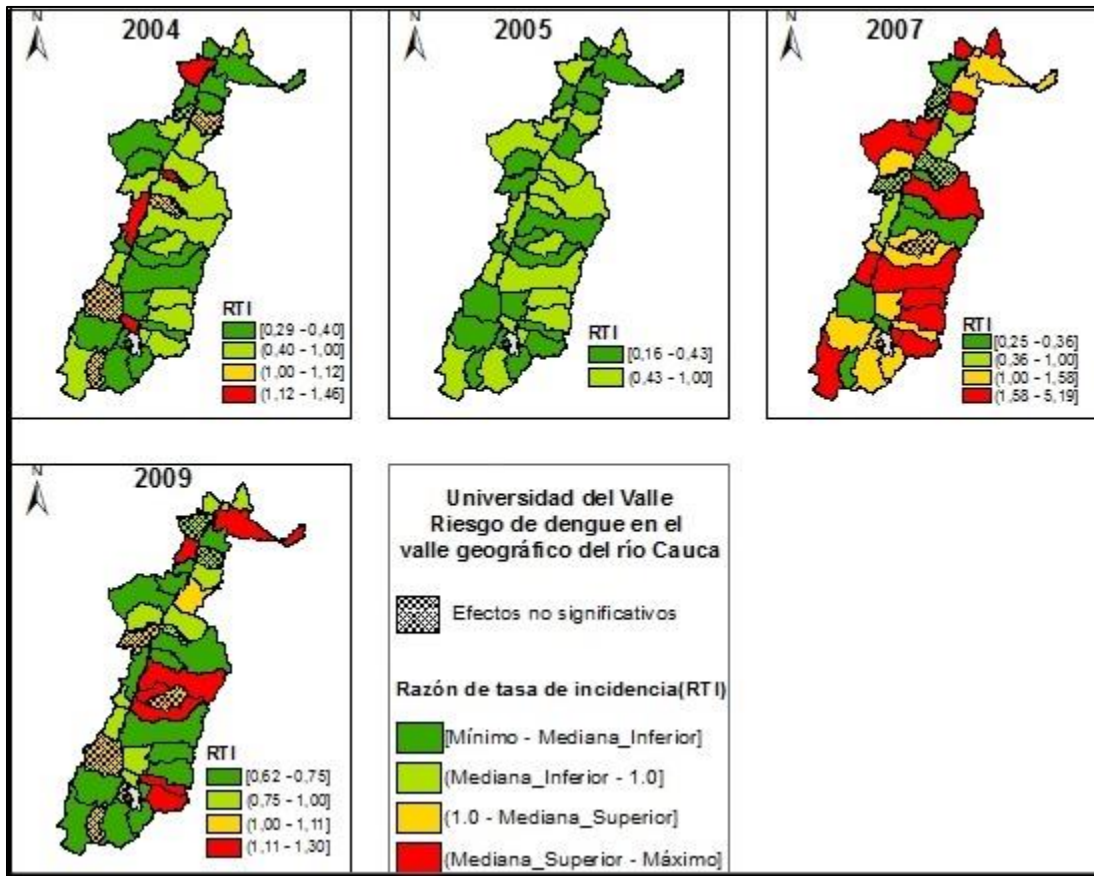 N
2004
RTI
[0,29 - 0,40]
(0,40 - 1,00]
(1,00 - 1,12]
(1,12 - 1,46]
N
2005
RTI
[0,16 - 0,43]
(0,43 - 1,00]
N
2007
RTI
[0,25 - 0,36]
(0,36 - 1,00]
(1,00 - 1,58]
(1,58 - 5,19]
N
2009
RTI
[0,62 - 0,75]
(0,75 - 1,00]
(1,00 - 1,11]
(1,11 - 1,30]
Universidad del Valle
Riesgo de dengue en el
valle geográfico del río Cauca
Efectos no significativos
Razón de tasa de incidencia(RTI)
[Mínimo - Mediana_Inferior]
(Mediana_Inferior - 1.0]
(1.0 - Mediana_Superior]
(Mediana_Superior - Máximo]